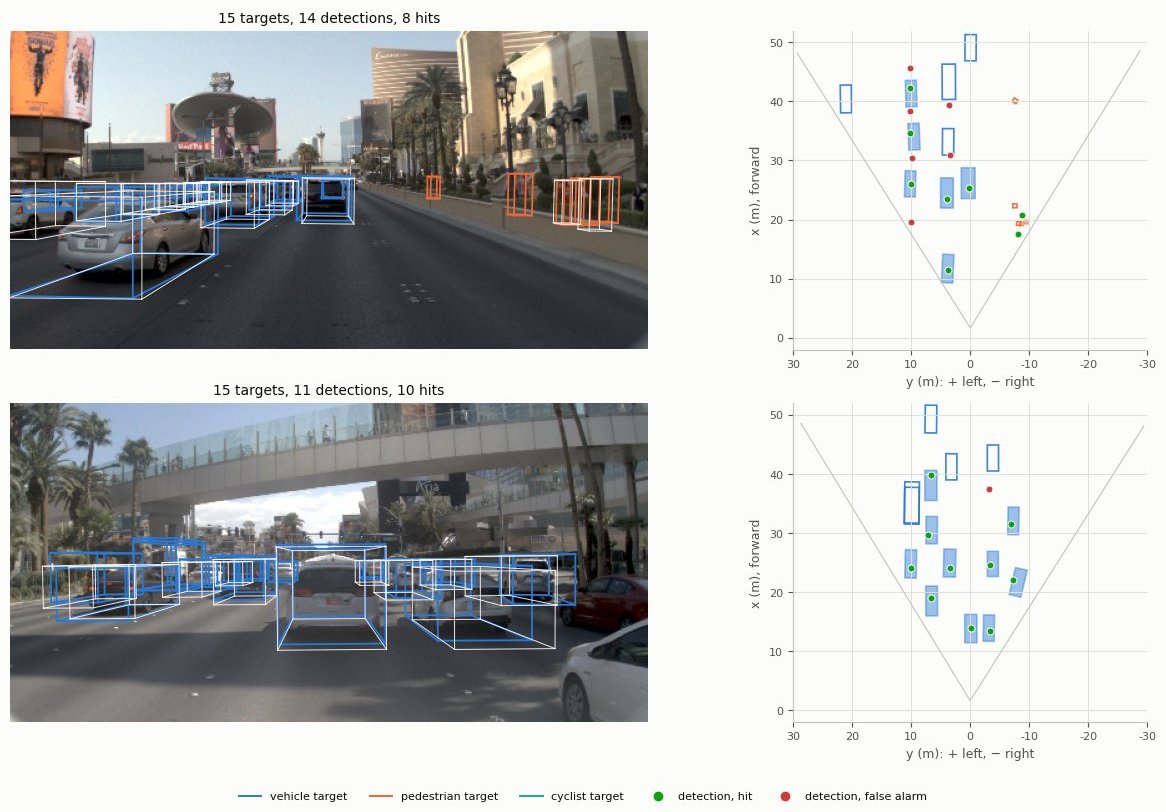 15 targets, 14 detections, 8 hits
50
40
30
20
10
0
x (m), forward
30
20
10
0
-10
-20
-30
y (m): + left, − right
15 targets, 11 detections, 10 hits
Aria
50
40
30
20
10
0
x (m), forward
30
20
10
0
-10
-20
-30
y (m): + left, − right
vehicle target
pedestrian target
cyclist target
detection, hit
detection, false alarm